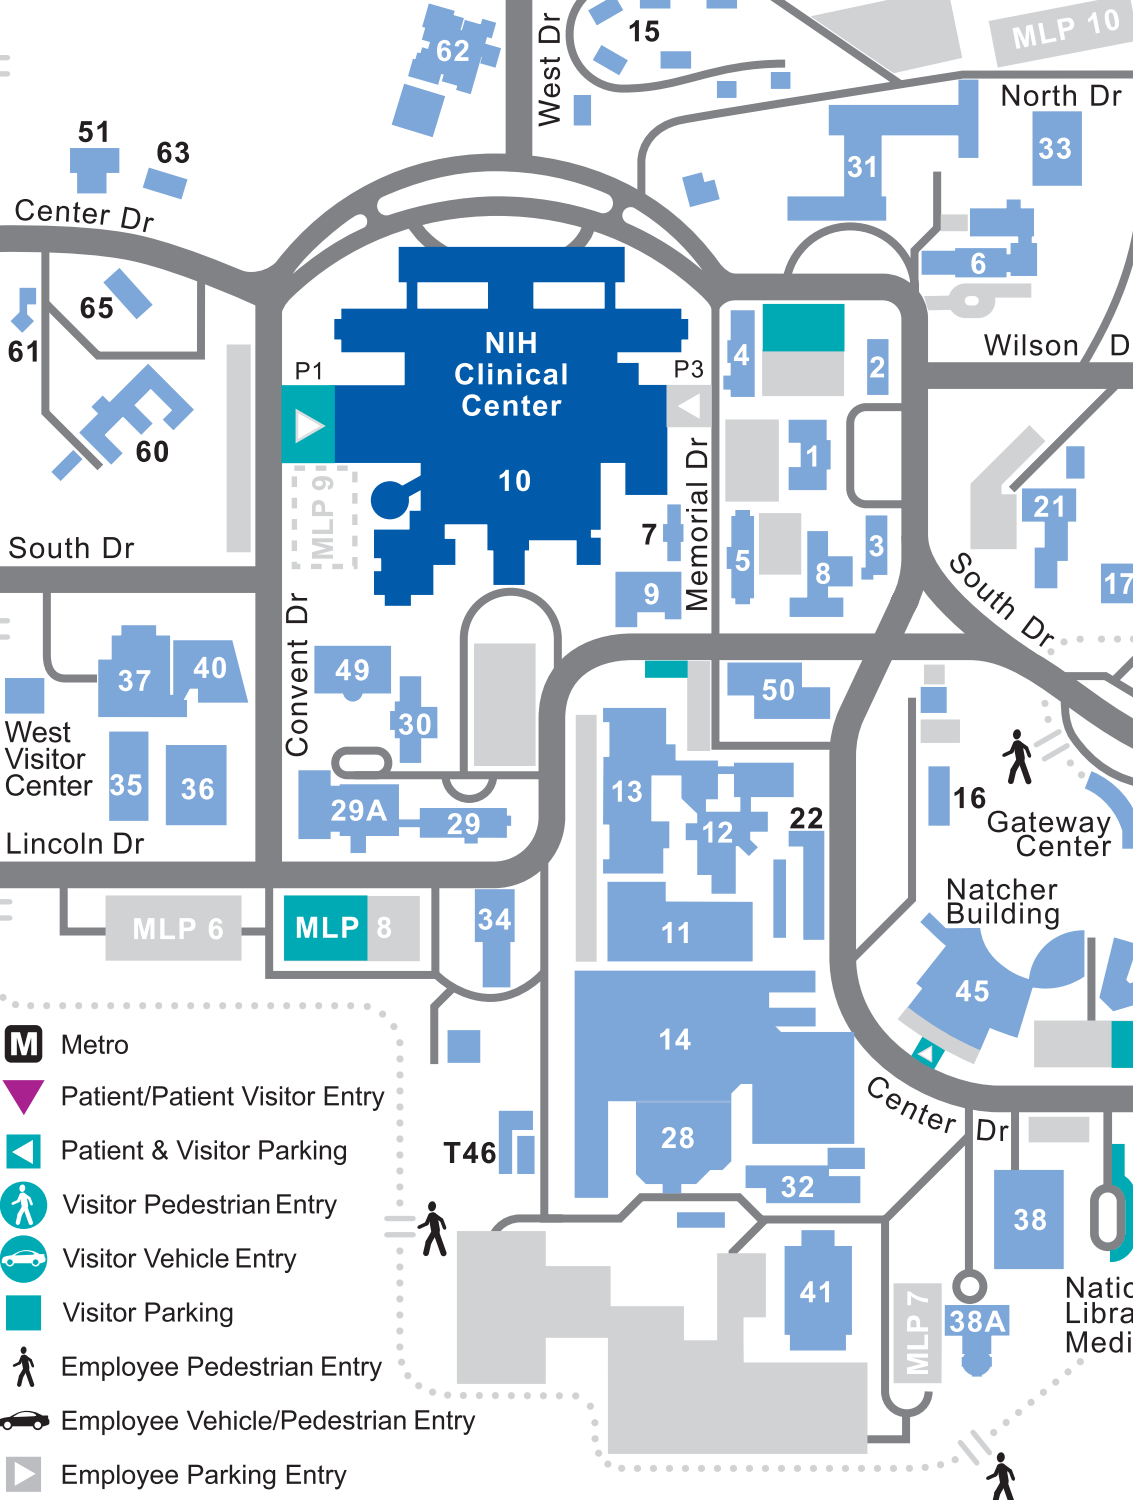 15
62
West Dr
MLP 10
North Dr
51
63
31
33
Center Dr
6
65
61
NIH
Clinical
Center
P1
P3
4
2
Wilson D
60
10
MLP 9
Memorial Dr
1
7
5
3
8
9
21
17
South Dr
South Dr
Convent Dr
37
40
49
30
50
West
Visitor
Center
35
36
29A
29
13
12
22
16
Gateway
Center
Lincoln Dr
MLP 6
MLP 8
34
11
Natcher
Building
45
14
Center Dr
28
T46
32
38
41
MLP 7
38A
Natio
Libra
Medi
M Metro
Patient/Patient Visitor Entry
Patient & Visitor Parking
Visitor Pedestrian Entry
Visitor Vehicle Entry
Visitor Parking
Employee Pedestrian Entry
Employee Vehicle/Pedestrian Entry
Employee Parking Entry